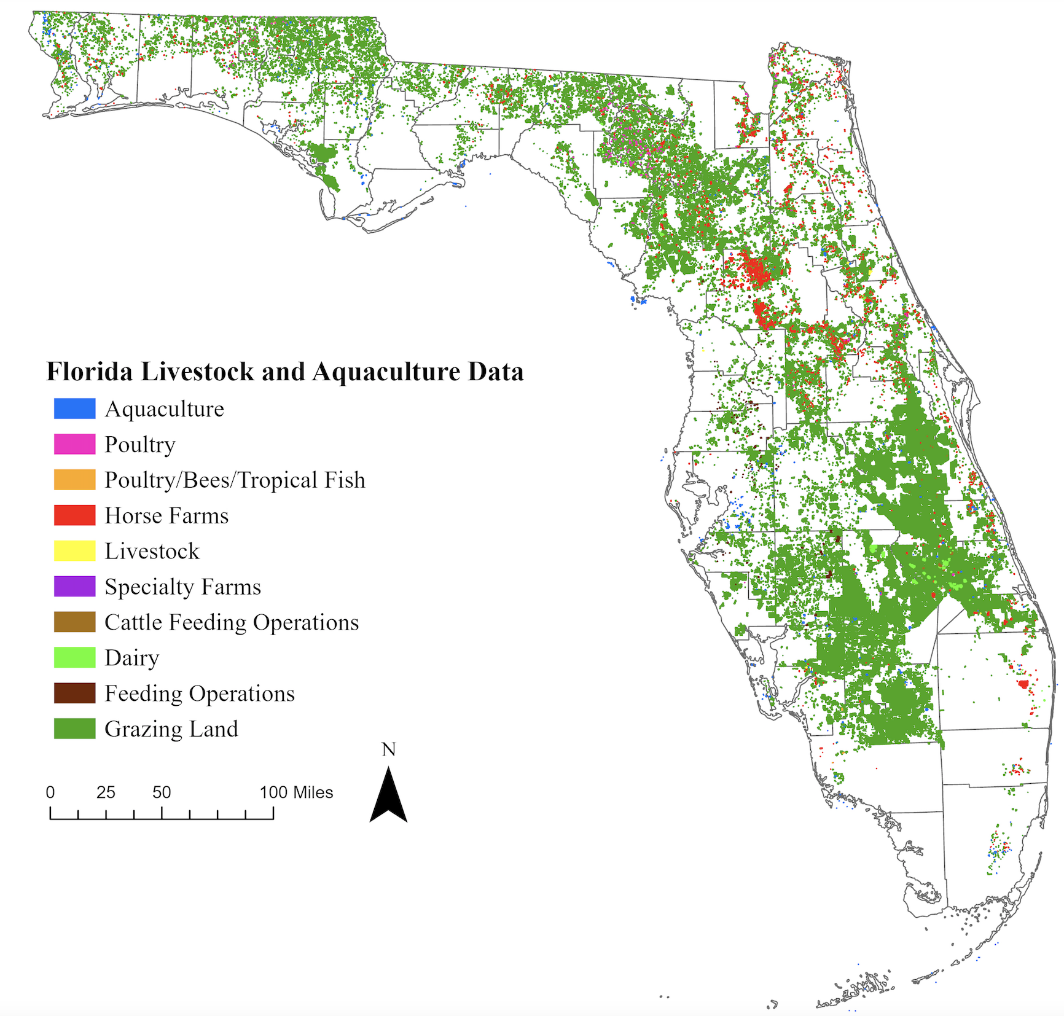 Florida Livestock and Aquaculture Data
Aquaculture
Poultry
Poultry/Bees/Tropical Fish
Horse Farms
Livestock
Specialty Farms
Cattle Feeding Operations
Dairy
Feeding Operations
Grazing Land
N
0 25 50 100 Miles